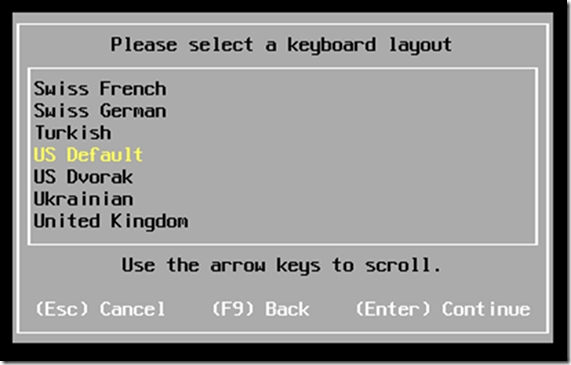 Please select a keyboard layout
Swiss French
Swiss German
Turkish
US Default
US Dvorak
Ukrainian
United Kingdom
Use the arrow keys to scroll.
(Esc) Cancel (F9) Back (Enter) Continue